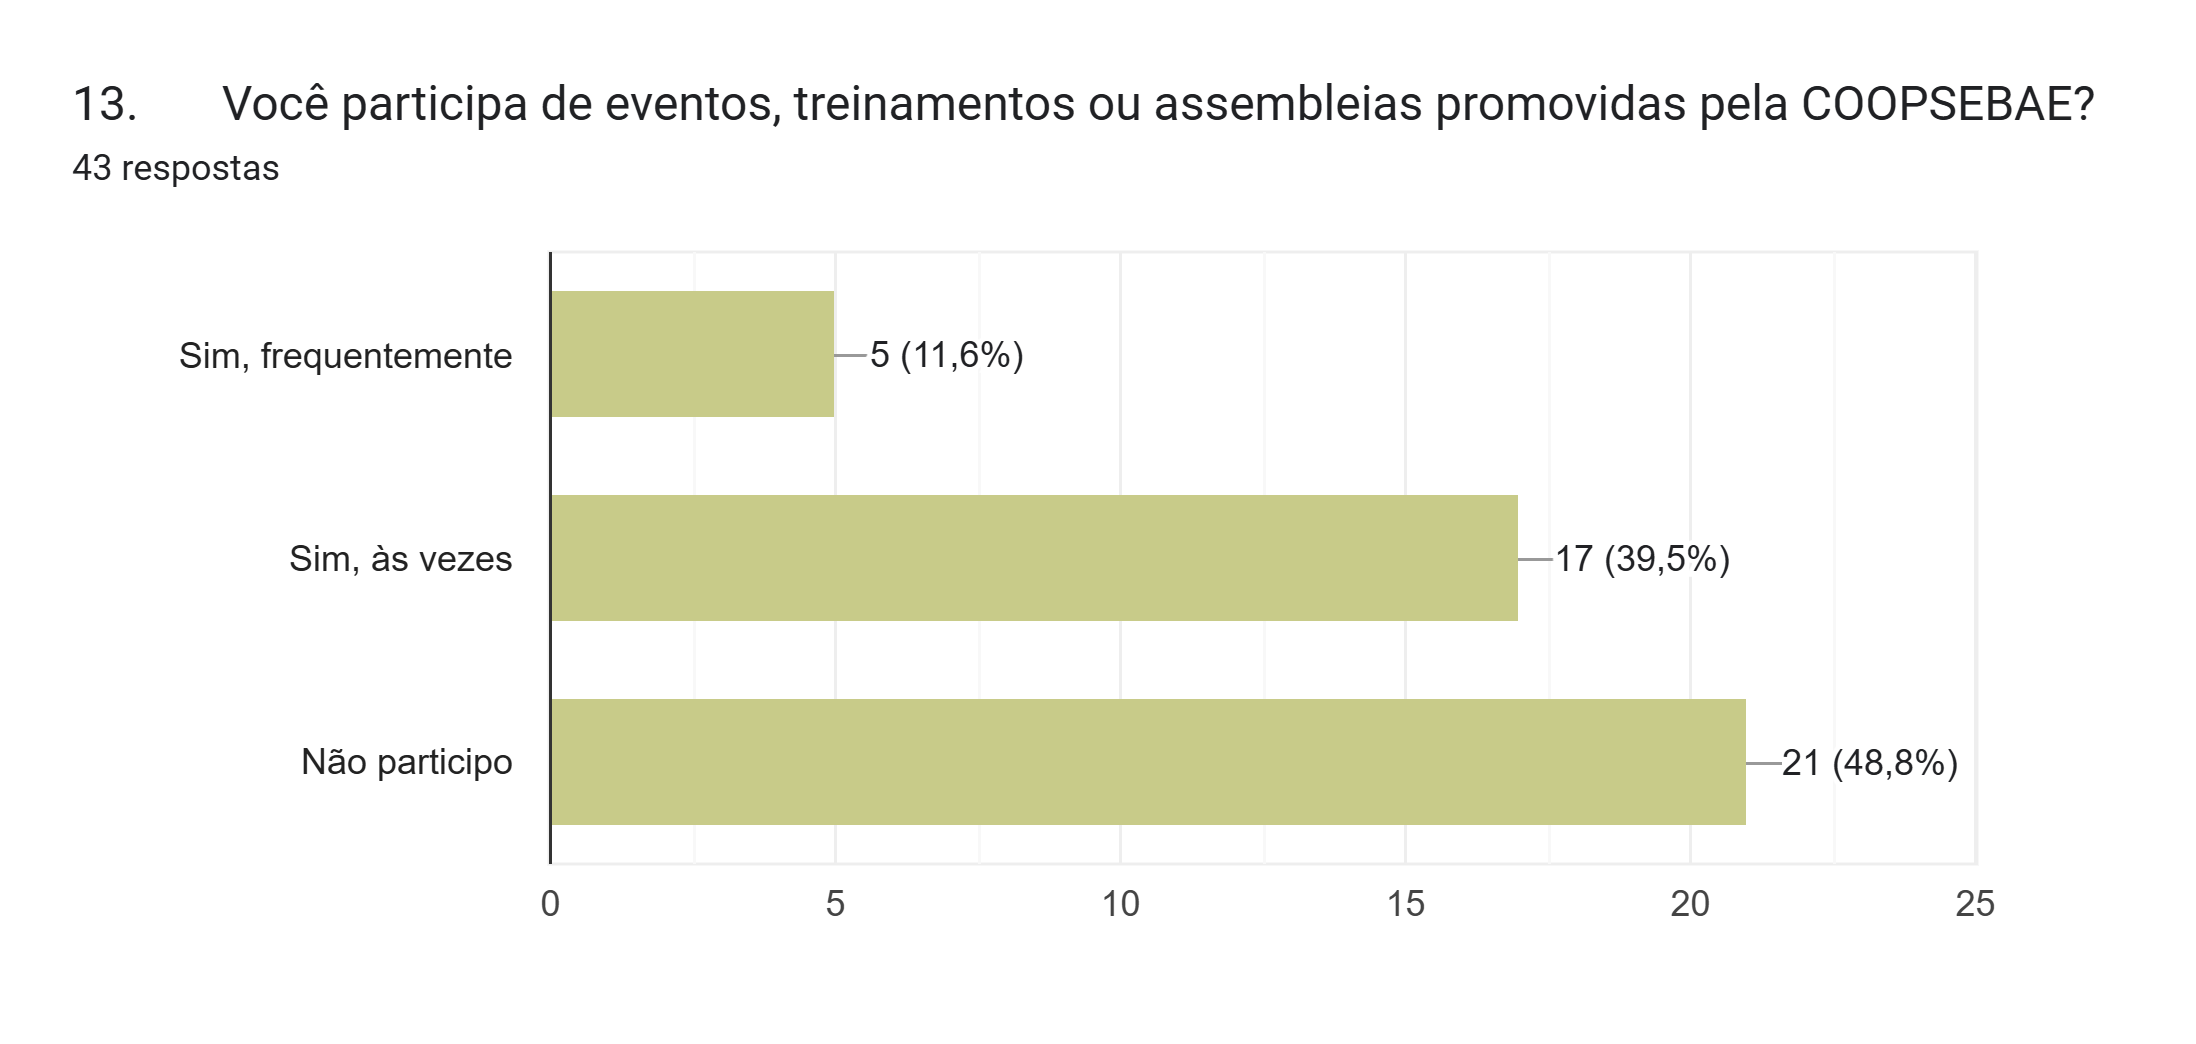 13. Você participa de eventos, treinamentos ou assembleias promovidas pela COOPSEBAE?
43 respostas
Sim, frequentemente
5 (11,6%)
Sim, às vezes
17 (39,5%)
Não participo
21 (48,8%)
0 5 10 15 20 25